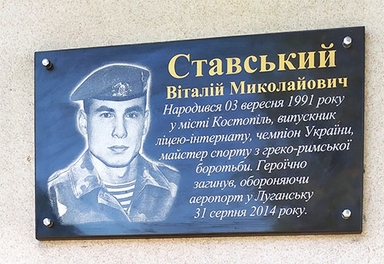 Ставський
Віталій Миколайович
Народився 03 вересня 1991 року
у місті Костопіль, випускник
ліцею-інтернату, чемпіон України,
майстер спорту з греко-римської
боротьби. Героїчно
загинув, обороняючи
аеропорт у Луганську
31 серпня 2014 року.